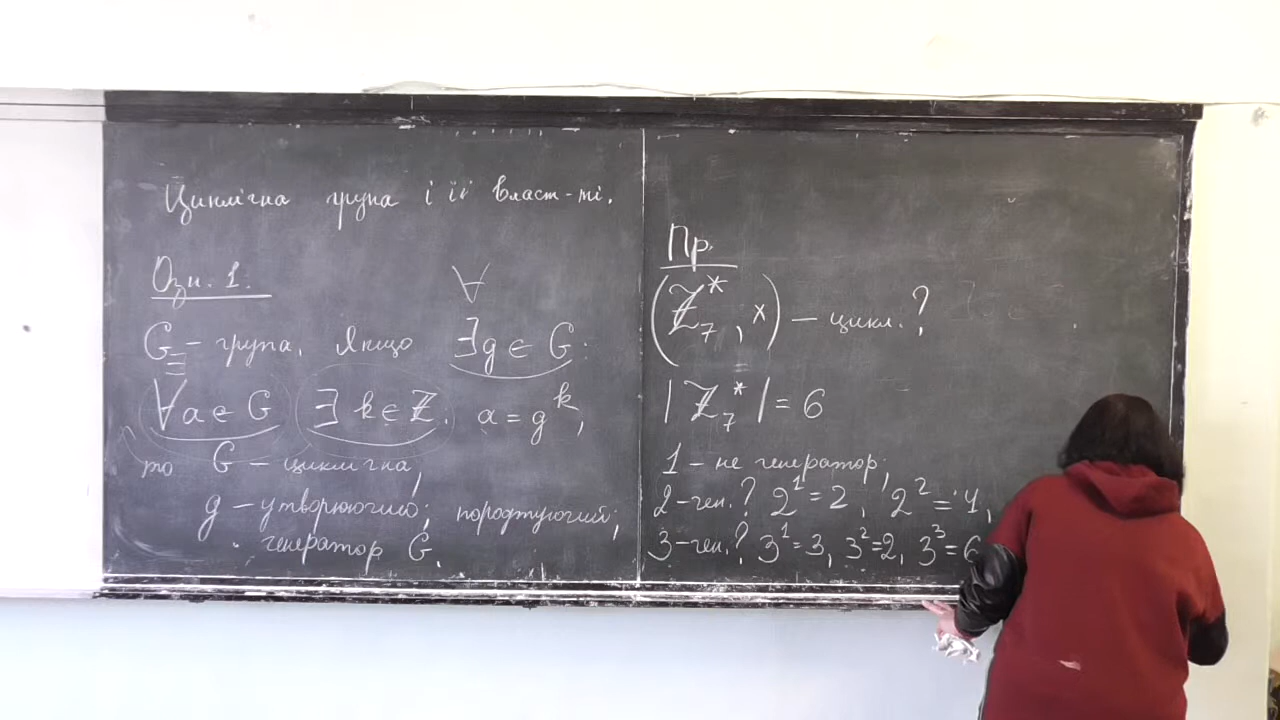 Циклічна група і її власт-ті.
Озн. 1.
∀
G – група. Якщо ∃g ∈ G:
∀a ∈ G ∃ k ∈ ℤ: a = g^k,
то G – циклічна,
g – утворюючий; породжуючий;
генератор G.
Пр.
(ℤ₇*, ×) – цикл.?
|ℤ₇*| = 6
1 – не генератор;
2 – ген.? 2¹ = 2, 2² = 4,
3 – ген.? 3¹ = 3, 3² = 2, 3³ = 6